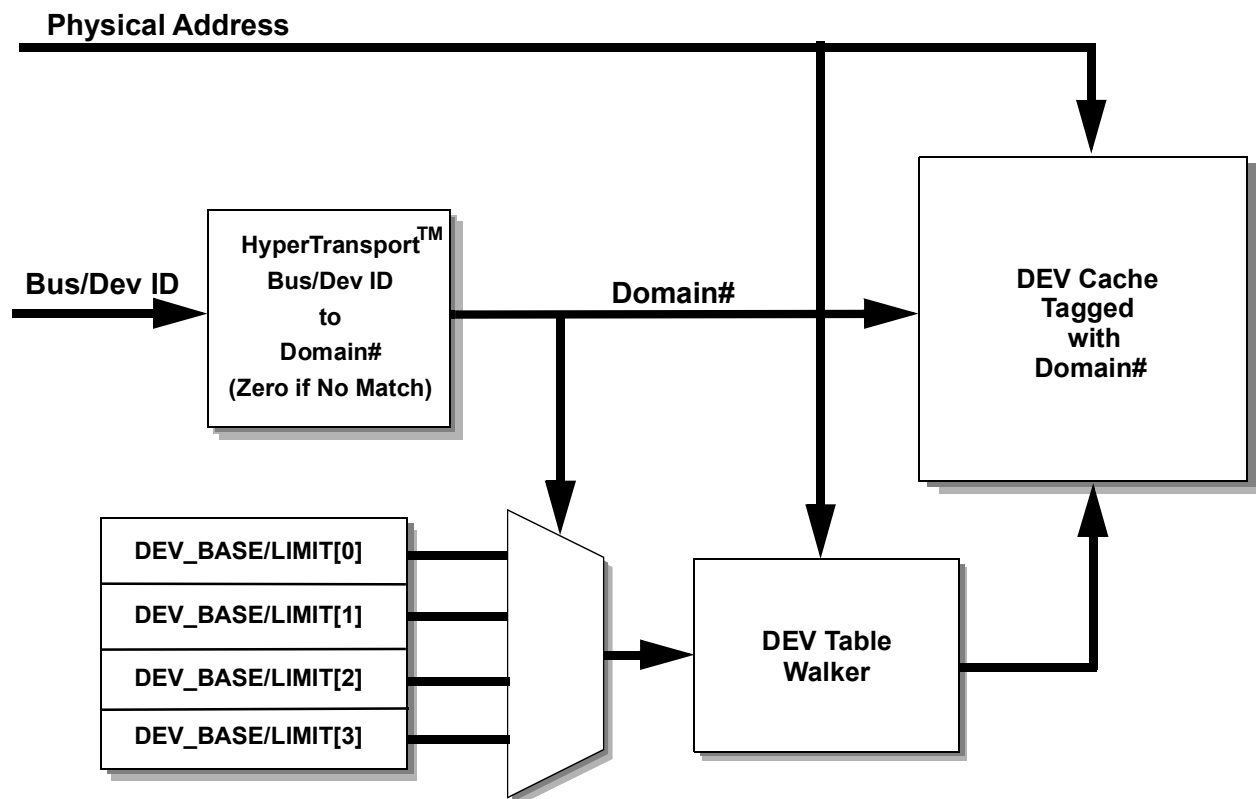 Physical Address
Bus/Dev ID
HyperTransport™
Bus/Dev ID
to
Domain#
(Zero if No Match)
Domain#
DEV Cache
Tagged
with
Domain#
DEV_BASE/LIMIT[0]
DEV_BASE/LIMIT[1]
DEV_BASE/LIMIT[2]
DEV_BASE/LIMIT[3]
DEV Table
Walker